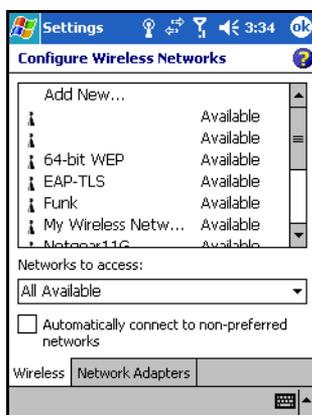 Settings 3:34 ok
Configure Wireless Networks ?
Add New...
Available
Available
64-bit WEP Available
EAP-TLS Available
Funk Available
My Wireless Netw... Available
Netgear11G Available
Networks to access:
All Available
Automatically connect to non-preferred
networks
Wireless Network Adapters